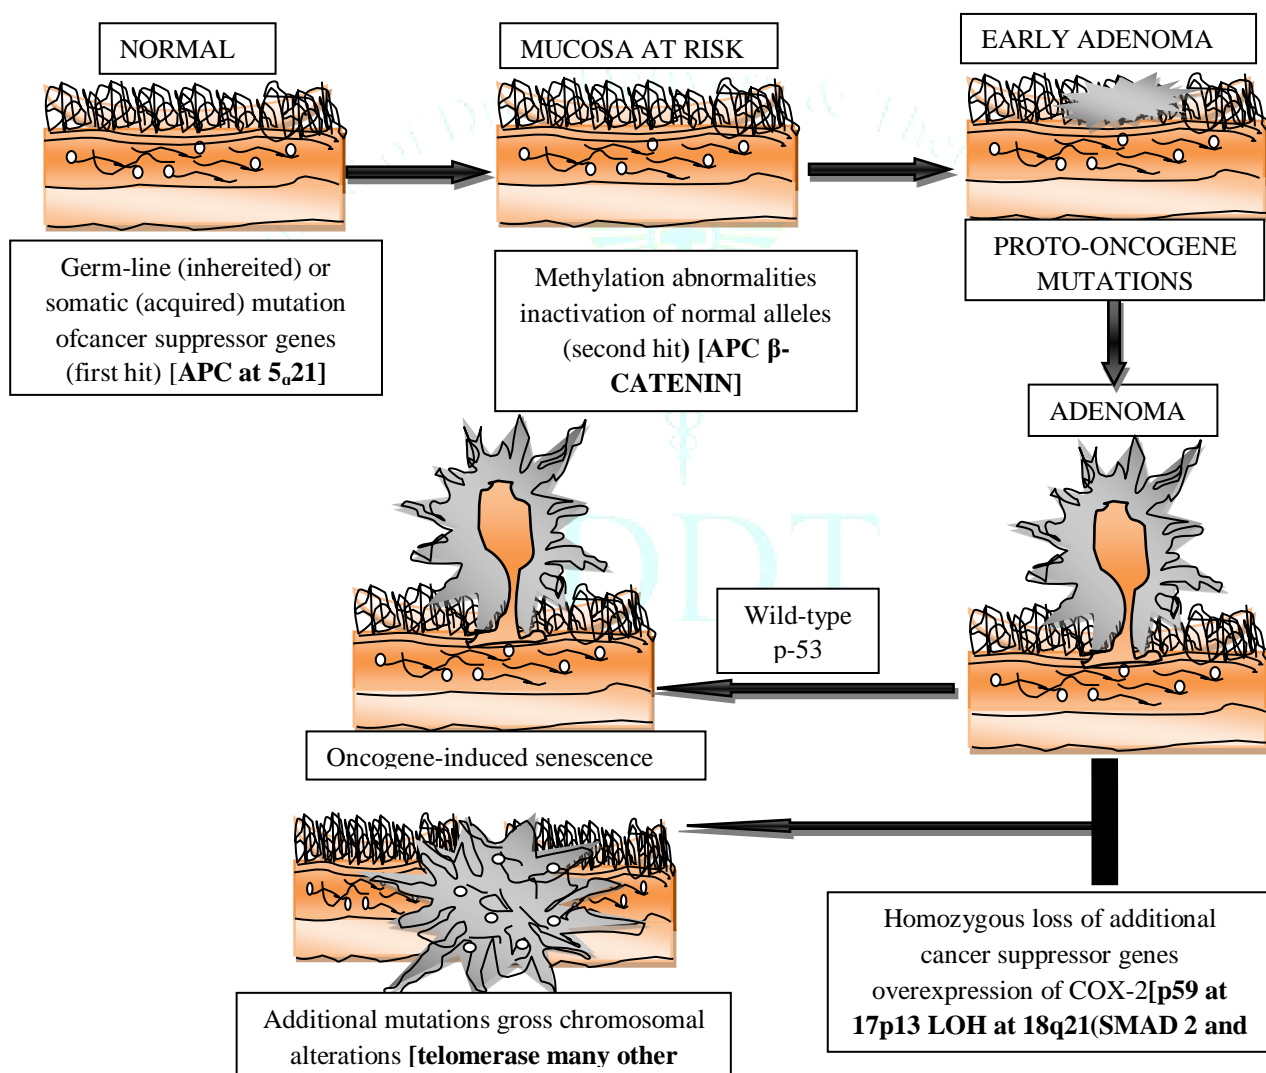 NORMAL
MUCOSA AT RISK
EARLY ADENOMA
Germ-line (inhereited) or
somatic (acquired) mutation
ofcancer suppressor genes
(first hit) [APC at 5q21]
Methylation abnormalities
inactivation of normal alleles
(second hit) [APC β-
CATENIN]
PROTO-ONCOGENE
MUTATIONS
ADENOMA
Wild-type
p-53
Oncogene-induced senescence
Homozygous loss of additional
cancer suppressor genes
overexpression of COX-2[p59 at
17p13 LOH at 18q21(SMAD 2 and
Additional mutations gross chromosomal
alterations [telomerase many other
DDT